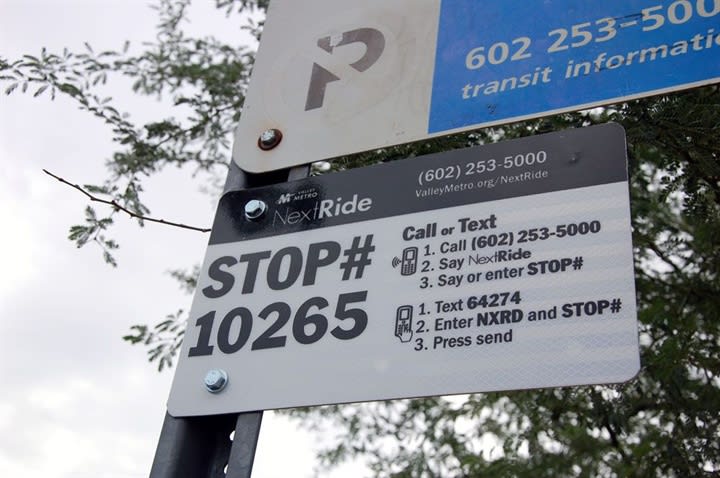 P
602 253-500
transit informati
(602) 253-5000
ValleyMetro.org/NextRide
VALLEY
METRO
NextRide
STOP#
10265
Call or Text
1. Call (602) 253-5000
2. Say NextRide
3. Say or enter STOP#
1. Text 64274
2. Enter NXRD and STOP#
3. Press send